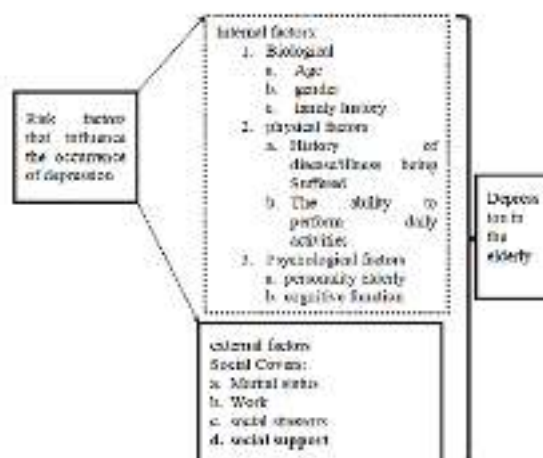 Risk factors
that influence
the occurrence
of depression
Internal factors:
1. Biological
a. Age
b. gender
c. family history
2. physical factors
a. History of
disease/illness being
Suffered
b. The ability to
perform daily
activities
3. Psychological factors
a. personality elderly
b. cognitive function
external factors
Social Covers:
a. Marital status
b. Work
c. social stressors
d. social support
Depress
ion in
the
elderly